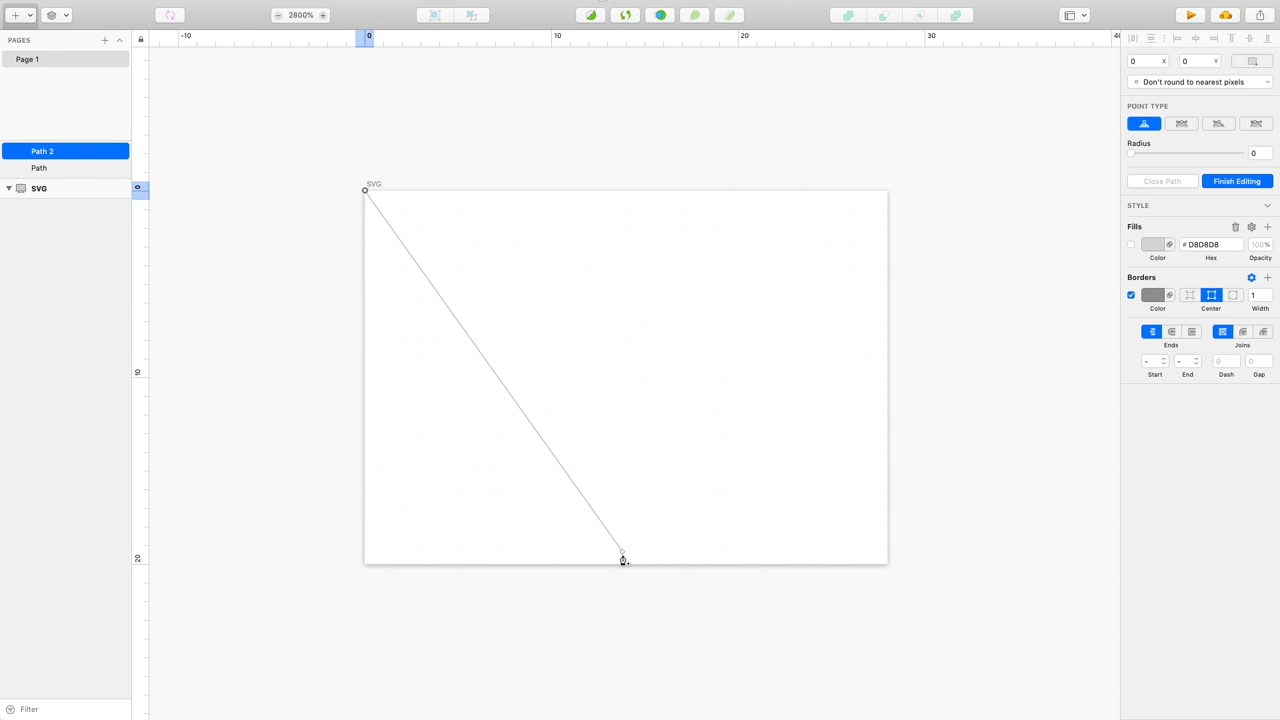 2800%
PAGES
-10
0
10
20
30
40
Page 1
0
X
0
Y
Don't round to nearest pixels
POINT TYPE
Path 2
Radius
0
Path
SVG
0
SVG
Close Path
Finish Editing
STYLE
Fills
# D8D8D8
100%
Color
Hex
Opacity
Borders
1
Color
Center
Width
Ends
Joins
10
-
-
0
0
Start
End
Dash
Gap
20
Filter